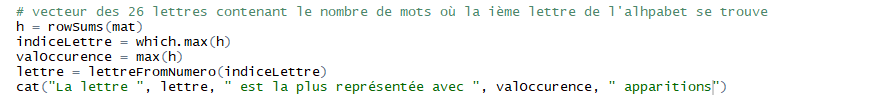 # vecteur des 26 lettres contenant le nombre de mots où la ième lettre de l'alhpabet se trouve
h = rowSums(mat)
indiceLettre = which.max(h)
valOccurence = max(h)
lettre = lettreFromNumero(indiceLettre)
cat("La lettre ", lettre, " est la plus représentée avec ", valOccurence, " apparitions")